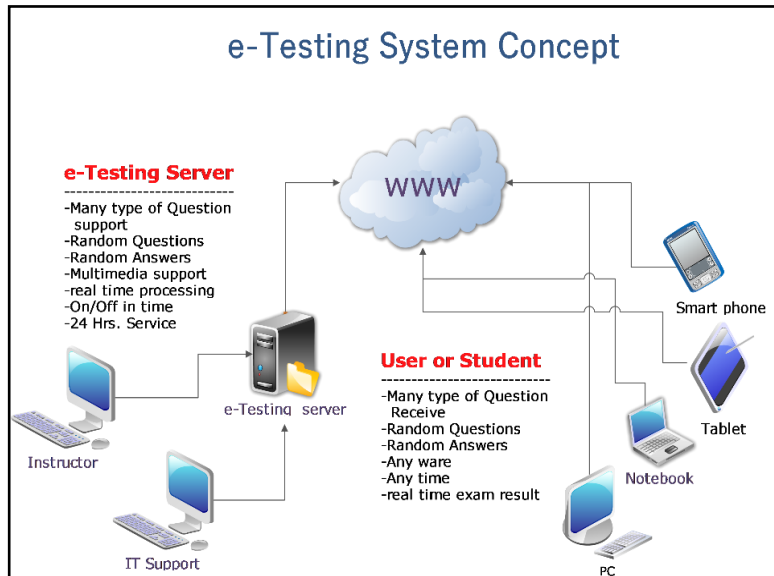 e-Testing System Concept
e-Testing Server
-----------------------------
-Many type of Question
support
-Random Questions
-Random Answers
-Multimedia support
-real time processing
-On/Off in time
-24 Hrs. Service
WWW
Smart phone
Tablet
Notebook
PC
e-Testing server
Instructor
IT Support
User or Student
-----------------------------
-Many type of Question
Receive
-Random Questions
-Random Answers
-Any ware
-Any time
-real time exam result